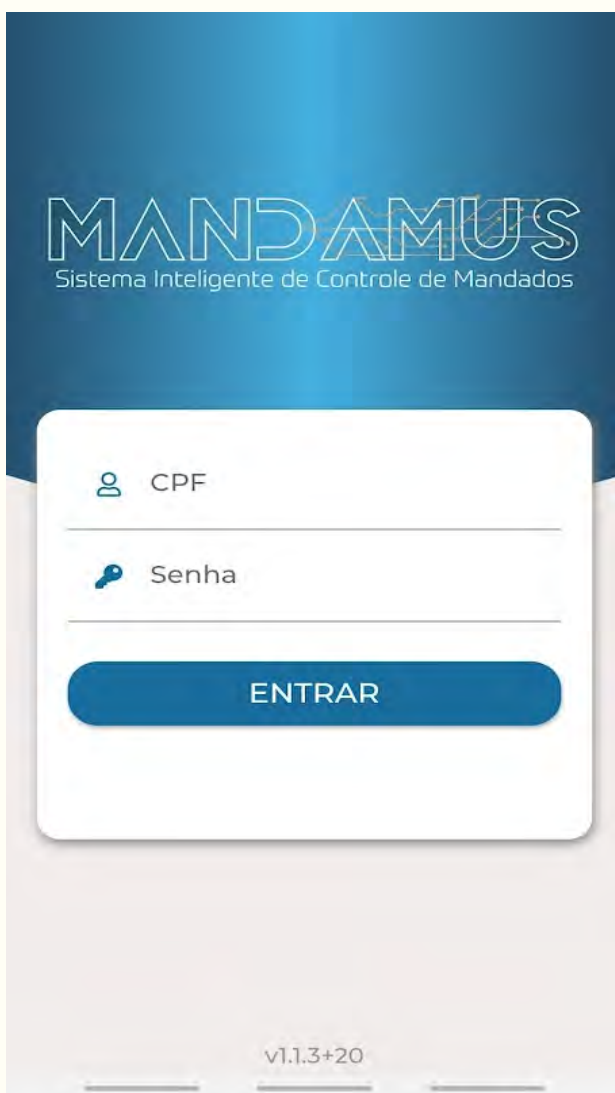 MANDAMUS
Sistema Inteligente de Controle de Mandados
CPF
Senha
ENTRAR
v1.1.3+20